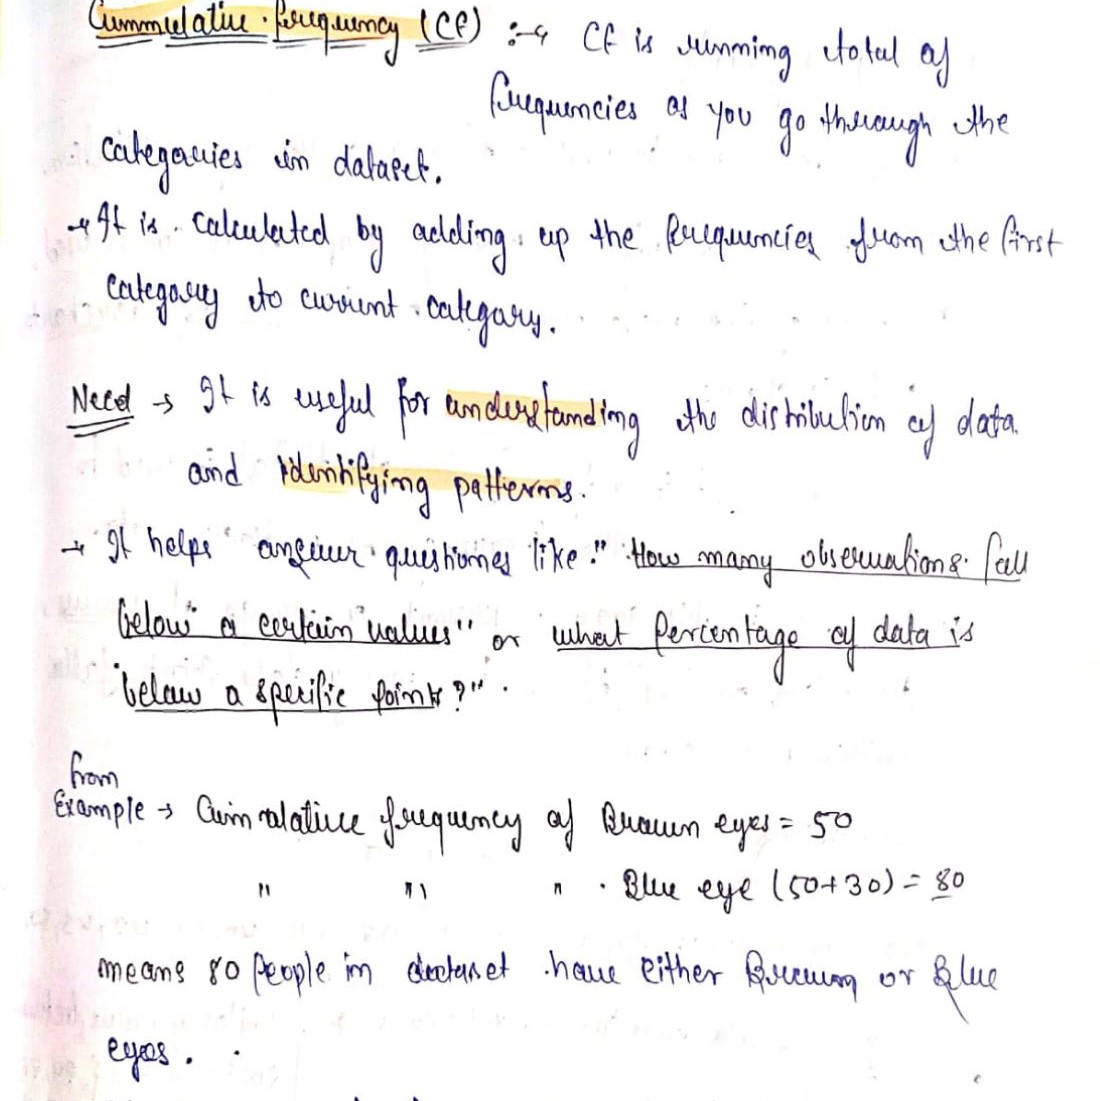 Cummulative frequency (Cf) :→ Cf is running total of
frequencies as you go through the
categories in dataset.
→ It is calculated by adding up the frequencies from the first
category to current category.
Need → It is useful for understanding the distribution of data
and identifying patterns.
→ It helps answer questiones like :" How many observations fall
below a certain values" or what percentage of data is
below a specific points?".
from
Example → Cumulative frequency of Brown eyes = 50
" " " Blue eye (50+30) = 80
means 80 people in dataset have either Brown or Blue
eyes.